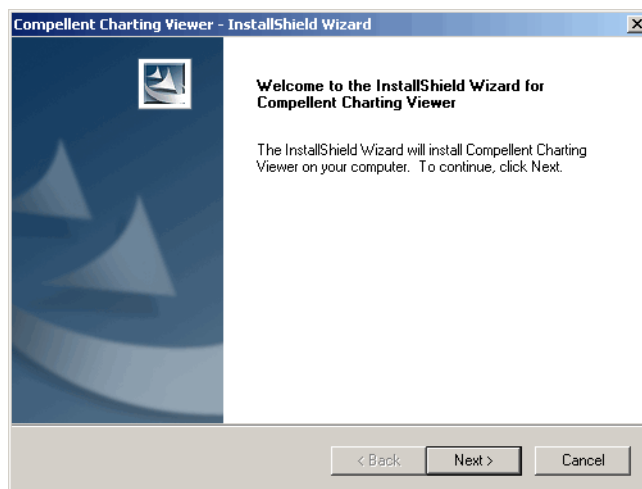 Compellent Charting Viewer - InstallShield Wizard
Welcome to the InstallShield Wizard for
Compellent Charting Viewer
The InstallShield Wizard will install Compellent Charting
Viewer on your computer. To continue, click Next.
< Back
Next >
Cancel